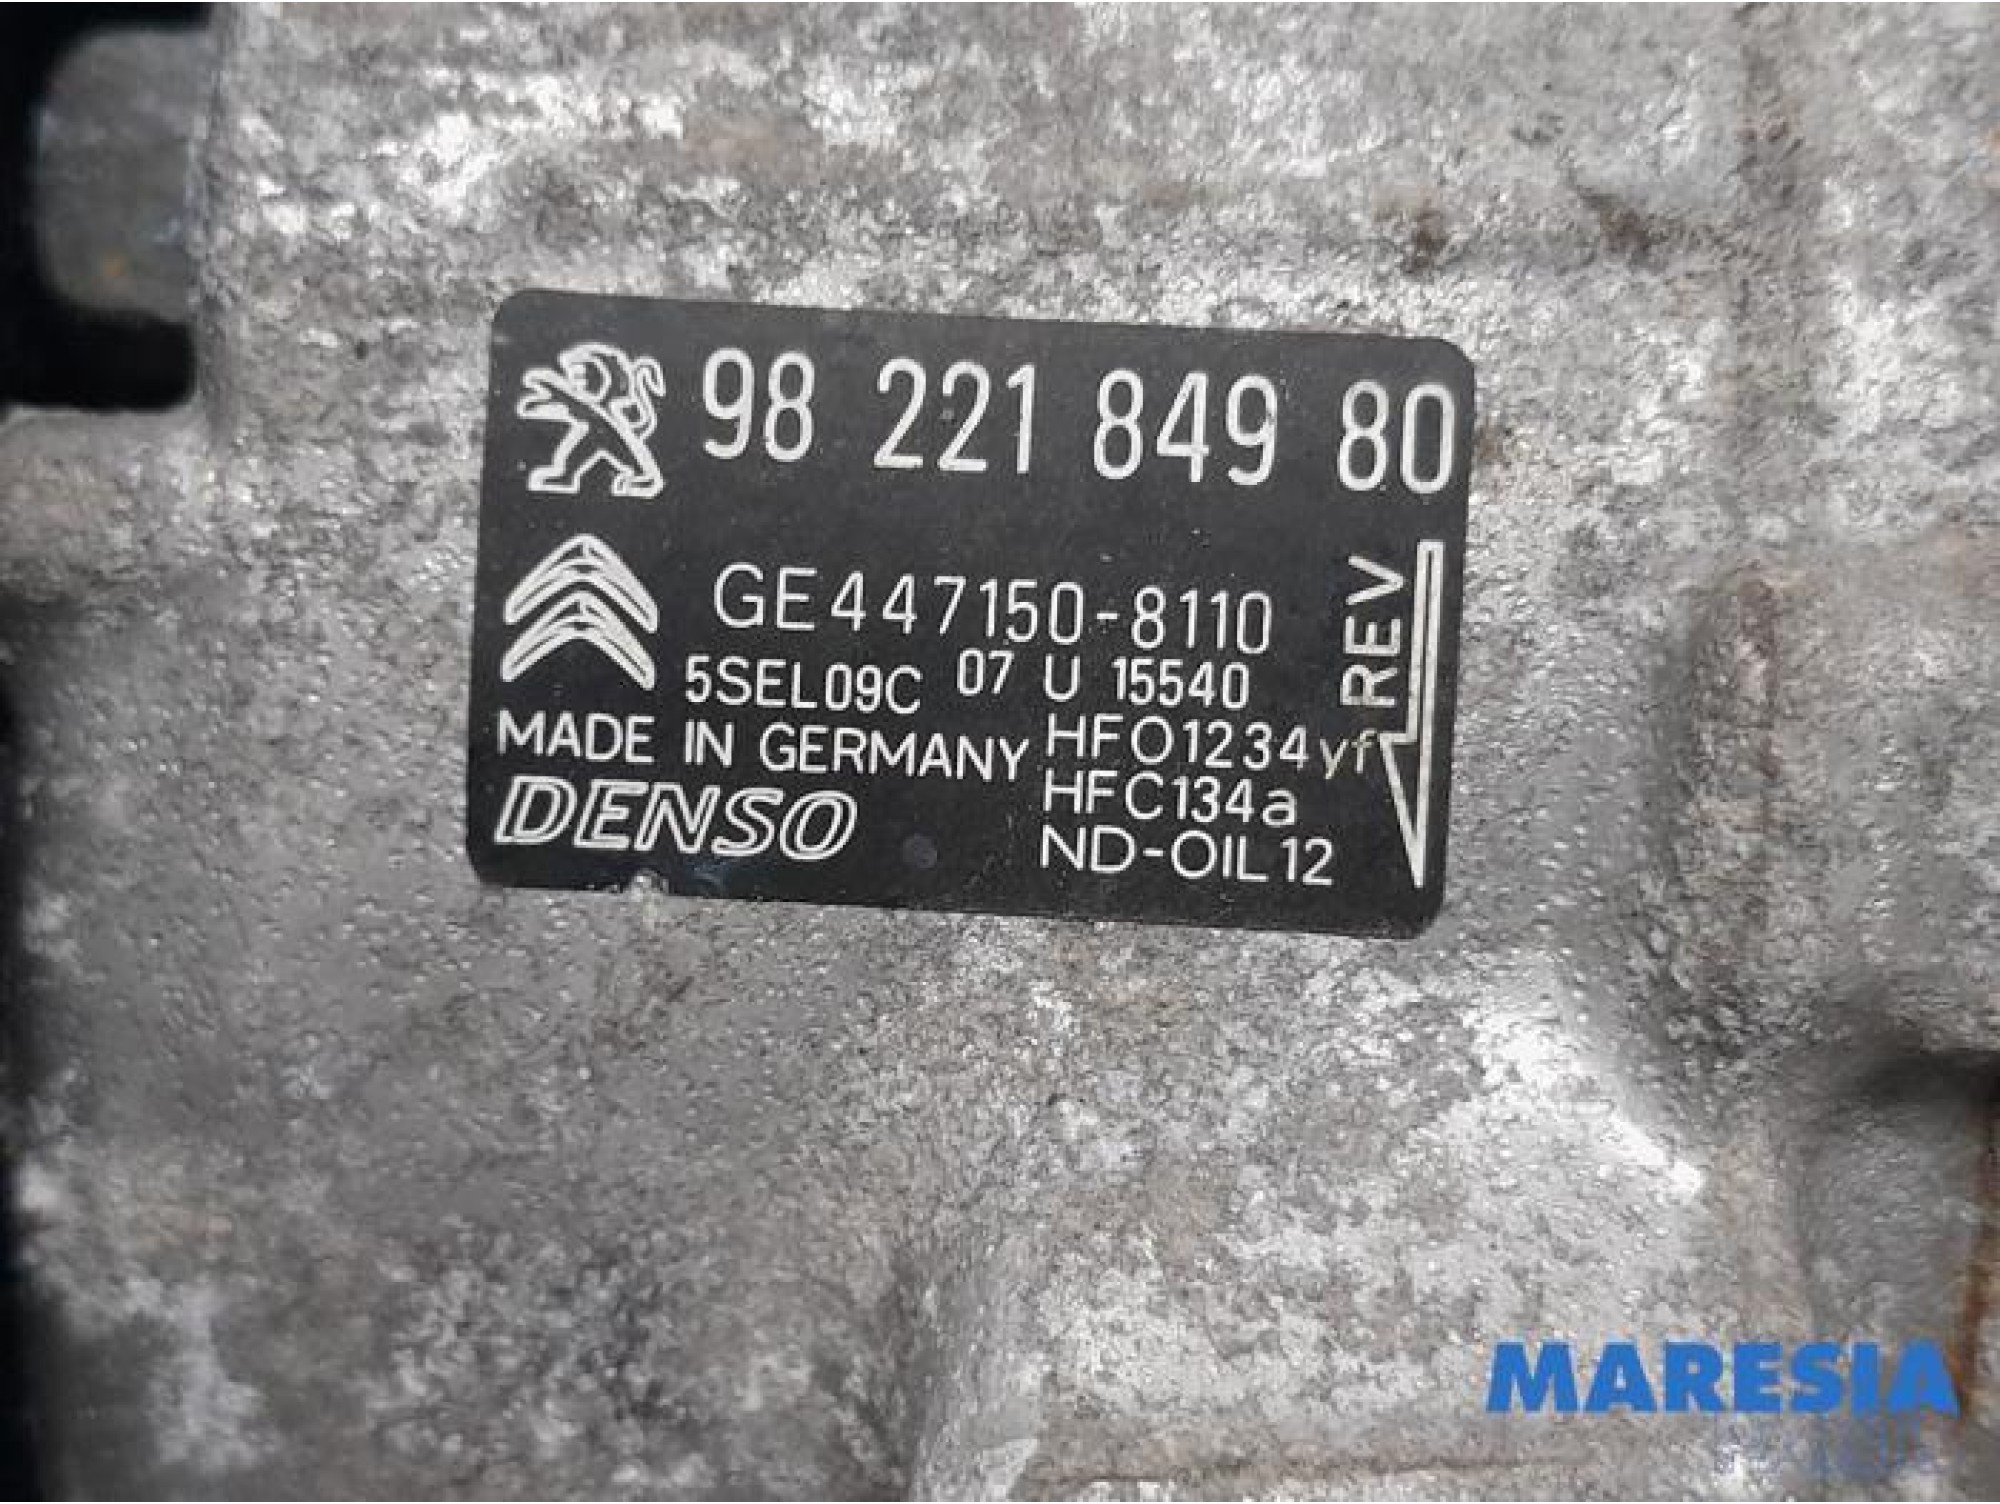 98 221 849 80
GE447150-8110
5SEL09C 07 U 15540
MADE IN GERMANY HFO1234yf
HFC134a
DENSO
ND-OIL12
REV
MARESIA